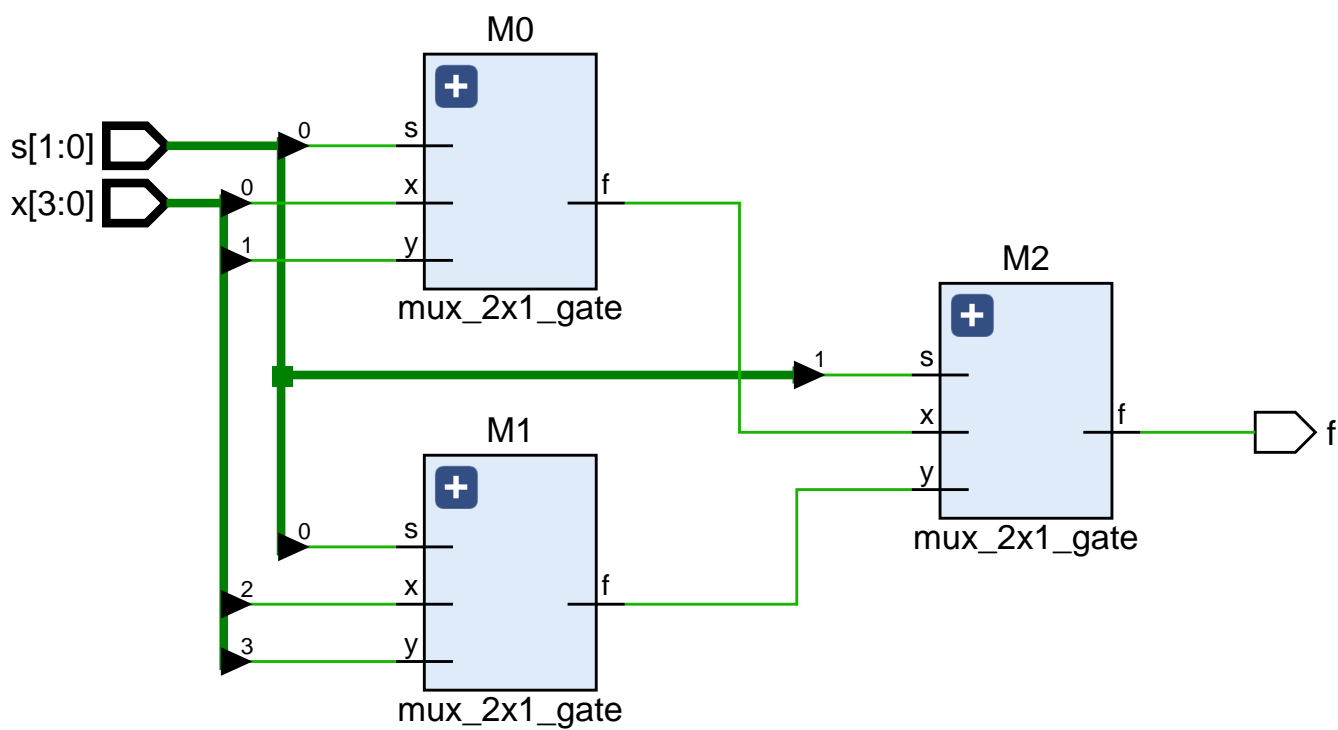 M0
s[1:0]
0
s
x[3:0]
0
x
f
1
y
mux_2x1_gate
M2
1
s
x
f
f
y
mux_2x1_gate
M1
0
s
2
x
f
3
y
mux_2x1_gate